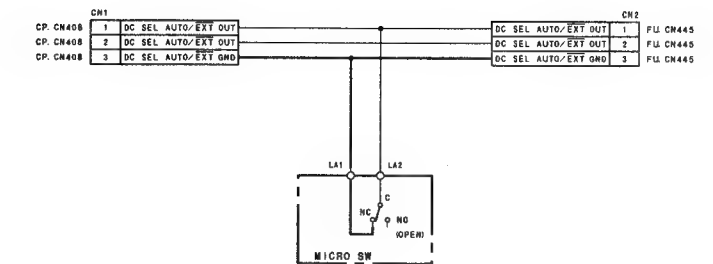 CN1
CP. CN408 1 DC SEL AUTO/EXT OUT
CP. CN408 2 DC SEL AUTO/EXT OUT
CP. CN408 3 DC SEL AUTO/EXT GND
CN2
DC SEL AUTO/EXT OUT 1 FU. CN445
DC SEL AUTO/EXT OUT 2 FU. CN445
DC SEL AUTO/EXT GND 3 FU. CN445
LA1 LA2
C
NC NO
(OPEN)
MICRO SW